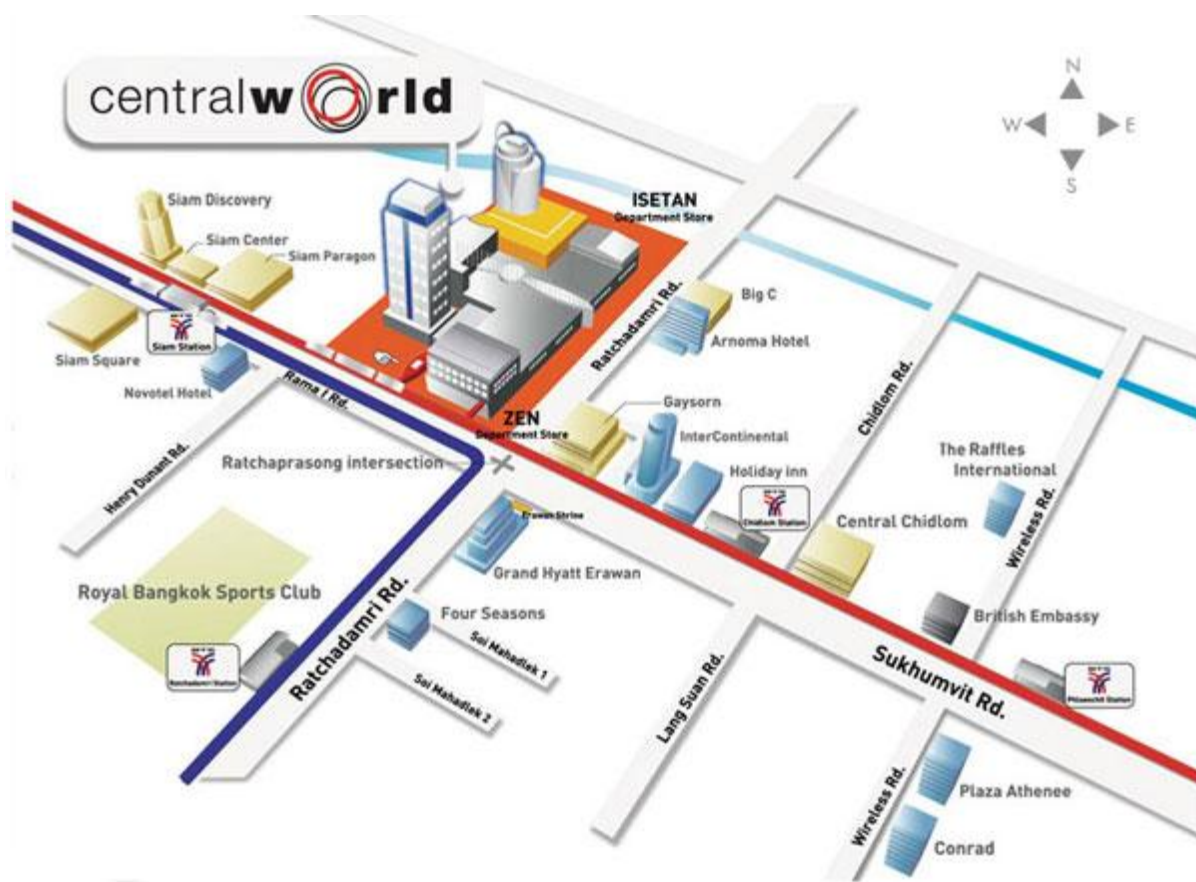 centralworld
N
W E
S
Siam Discovery
Siam Center
Siam Paragon
ISETAN
Department Store
Siam Station
Siam Square
Novotel Hotel
Rama I Rd.
Henry Dunant Rd.
Ratchadamri Rd.
Big C
Arnoma Hotel
Chidlom Rd.
ZEN
Department Store
Gaysorn
InterContinental
Holiday inn
Ratchaprasong intersection
Erawan Shrine
Grand Hyatt Erawan
Chidlom Station
Central Chidlom
The Raffles
International
Wireless Rd.
British Embassy
Royal Bangkok Sports Club
Ratchadamri Station
Ratchadamri Rd.
Four Seasons
Soi Mahadlek 1
Soi Mahadlek 2
Lang Suan Rd.
Sukhumvit Rd.
Ploenchit Station
Wireless Rd.
Plaza Athenee
Conrad